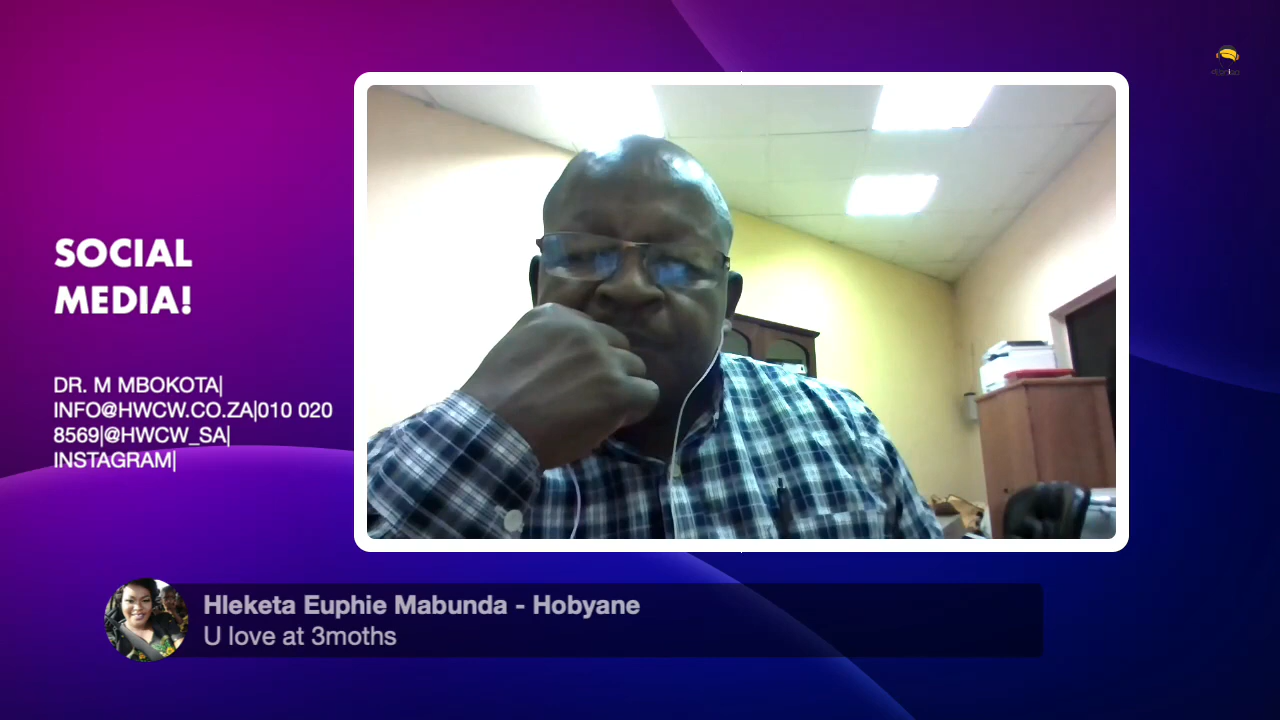 SOCIAL
MEDIA!
DR. M MBOKOTA|
INFO@HWCW.CO.ZA|010 020
8569|@HWCW_SA|
INSTAGRAM|
Hleketa Euphie Mabunda - Hobyane
U love at 3moths